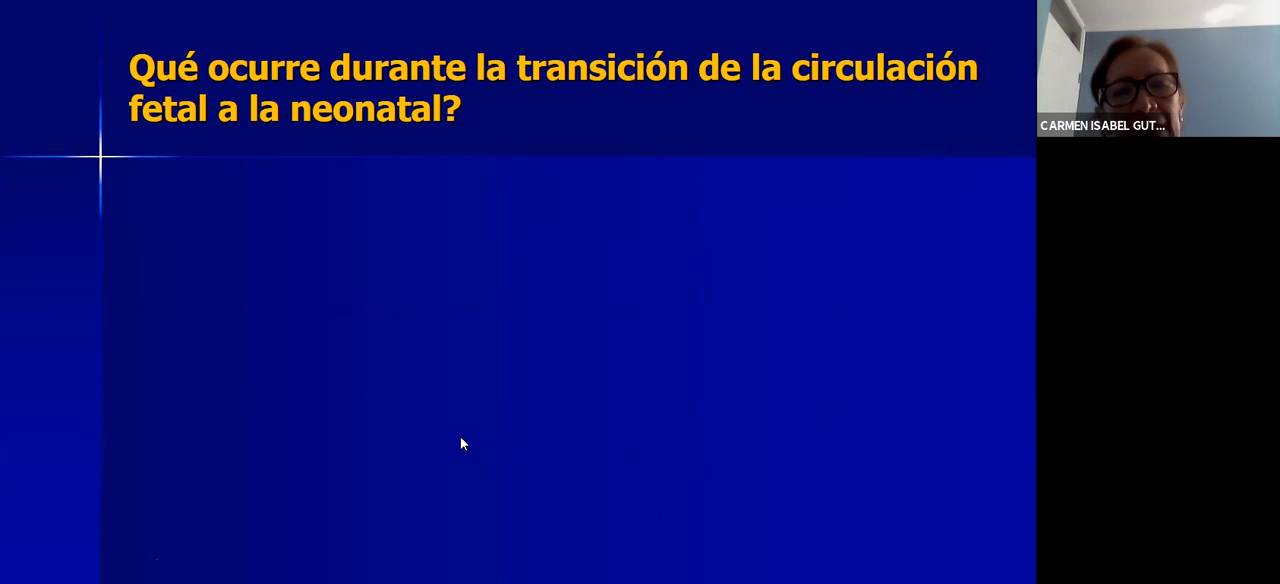 Qué ocurre durante la transición de la circulación
fetal a la neonatal?
CARMEN ISABEL GUT...